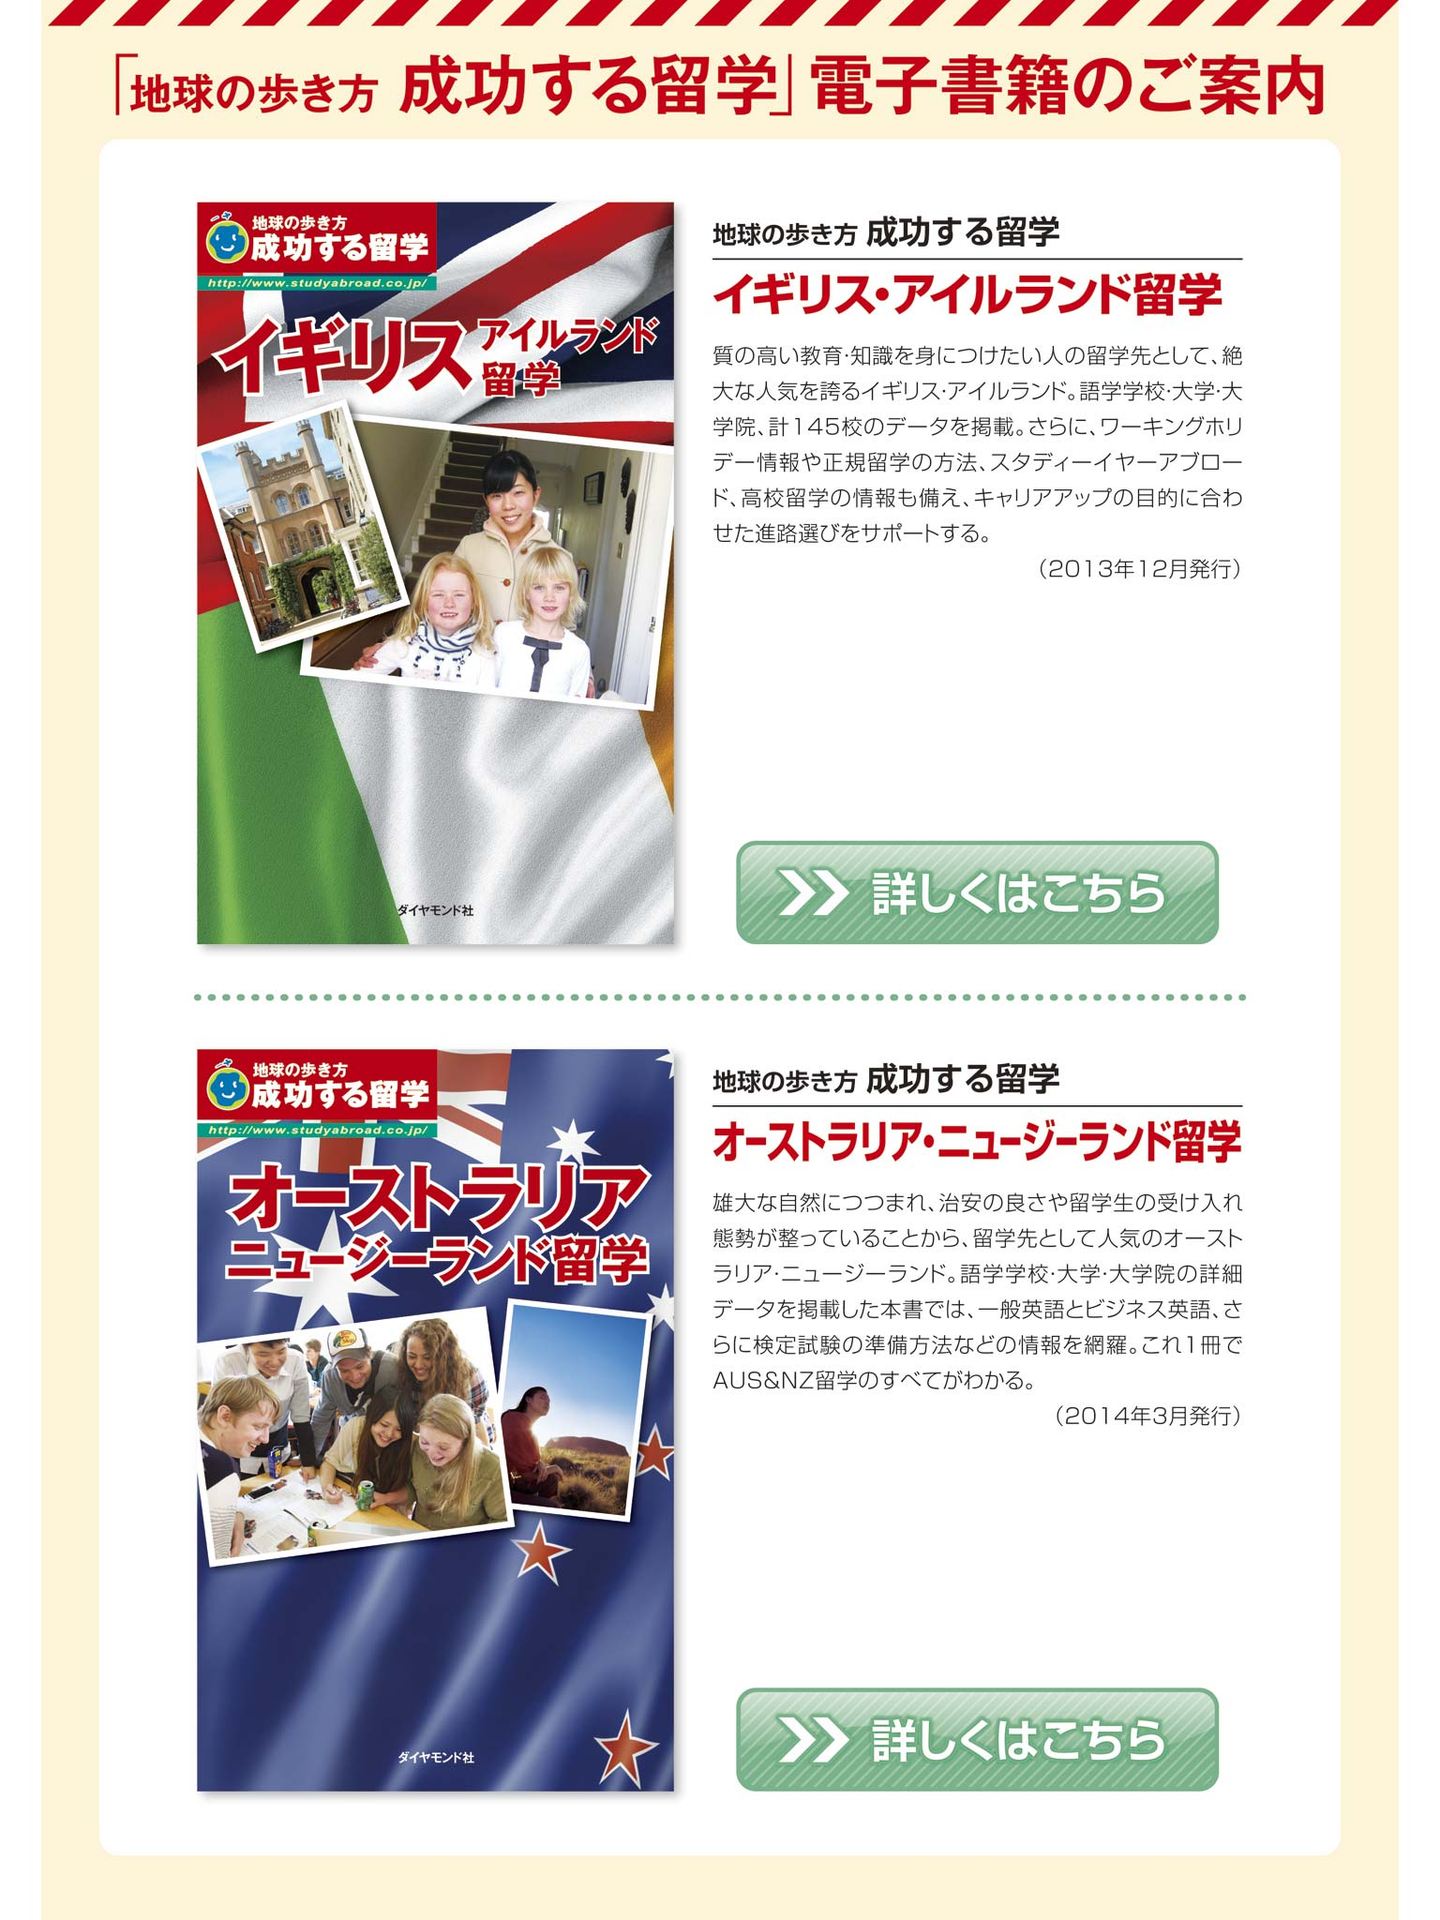 「地球の歩き方 成功する留学」電子書籍のご案内
地球の歩き方
成功する留学
http://www.studyabroad.co.jp/
イギリス アイルランド
留学
ダイヤモンド社
地球の歩き方 成功する留学
イギリス・アイルランド留学
質の高い教育・知識を身につけたい人の留学先として、絶
大な人気を誇るイギリス・アイルランド。語学学校・大学・大
学院、計145校のデータを掲載。さらに、ワーキングホリ
デー情報や正規留学の方法、スタディーイヤーアブロー
ド、高校留学の情報も備え、キャリアアップの目的に合わ
せた進路選びをサポートする。
（2013年12月発行）
詳しくはこちら
地球の歩き方
成功する留学
http://www.studyabroad.co.jp/
オーストラリア
ニュージーランド留学
ダイヤモンド社
地球の歩き方 成功する留学
オーストラリア・ニュージーランド留学
雄大な自然につつまれ、治安の良さや留学生の受け入れ
態勢が整っていることから、留学先として人気のオースト
ラリア・ニュージーランド。語学学校・大学・大学院の詳細
データを掲載した本書では、一般英語とビジネス英語、さ
らに検定試験の準備方法などの情報を網羅。これ1冊で
AUS&NZ留学のすべてがわかる。
（2014年3月発行）
詳しくはこちら